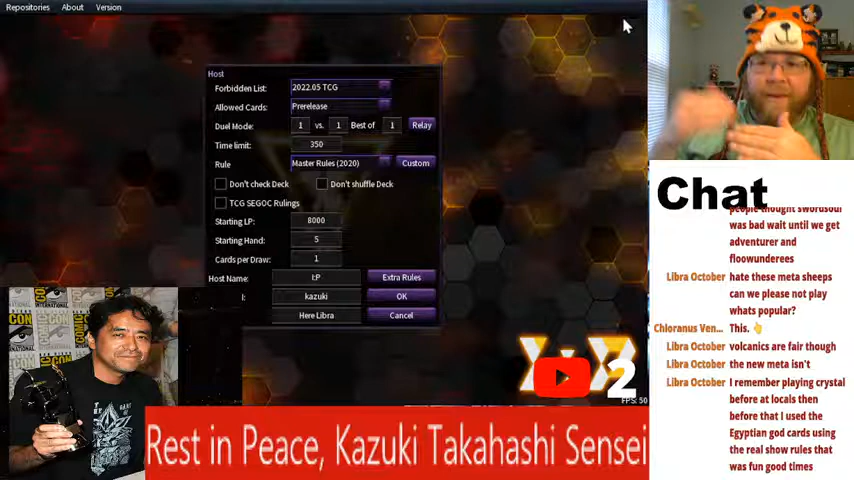 Repositories About Version
Host
Forbidden List: 2022.05 TCG
Allowed Cards: Prerelease
Duel Mode: 1 vs. 1 Best of 1 Relay
Time limit: 350
Rule Master Rules (2020) Custom
Don't check Deck Don't shuffle Deck
TCG SEGOC Rulings
Starting LP: 8000
Starting Hand: 5
Cards per Draw: 1
Host Name: I:P Extra Rules
kazuki OK
Here Libra Cancel
2
FPS: 50
Rest in Peace, Kazuki Takahashi Sensei
Chat
people thought swordsoul
was bad wait until we get
adventurer and
floowunderees
Libra October hate these meta sheeps
can we please not play
whats popular?
Chloranus Ven... This. 👆
Libra October volcanics are fair though
Libra October the new meta isn't
Libra October I remember playing crystal
before at locals then
before that I used the
Egyptian god cards using
the real show rules that
was fun good times